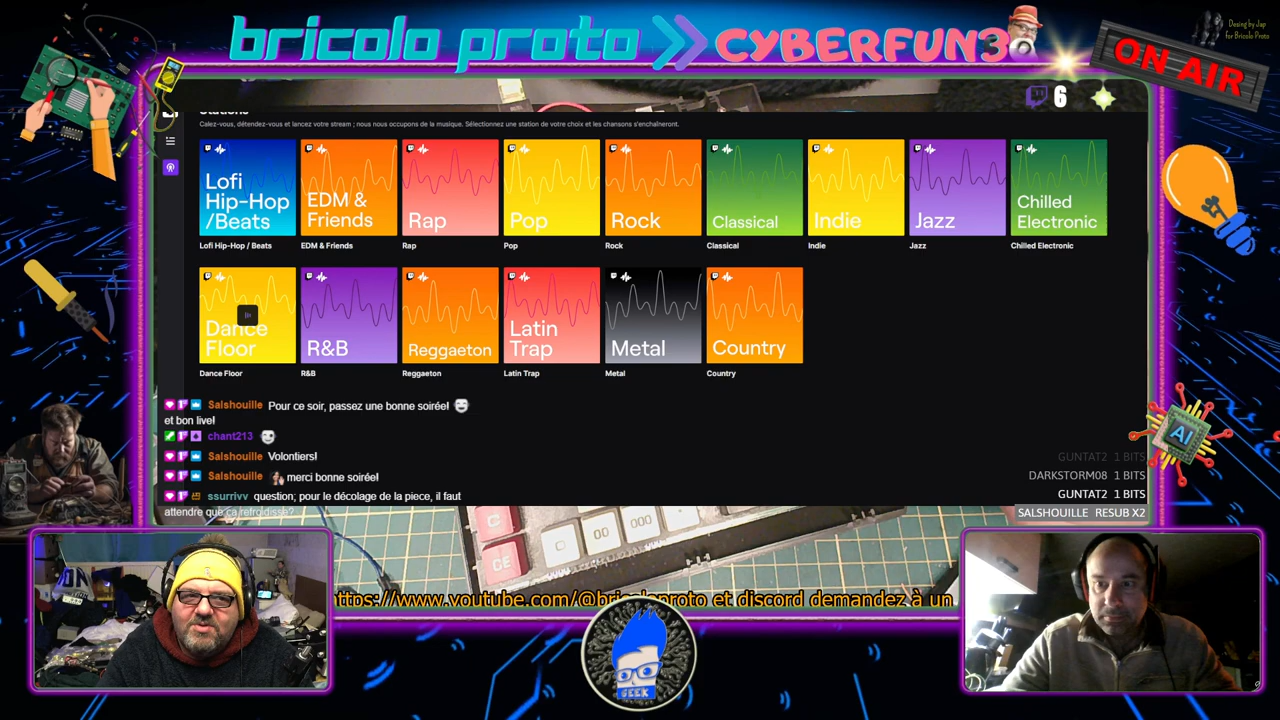 bricolo proto >> CYBERFUN3
Desing by Jap
for Bricolo Proto
ON AIR
6
Stations
Calez-vous, détendez-vous et lancez votre stream ; nous nous occupons de la musique. Sélectionnez une station de votre choix et les chansons s'enchaîneront.
Lofi
Hip-Hop
/Beats
EDM &
Friends
Rap
Pop
Rock
Classical
Indie
Jazz
Chilled
Electronic
Lofi Hip-Hop / Beats
EDM & Friends
Rap
Pop
Rock
Classical
Indie
Jazz
Chilled Electronic
Dance
Floor
R&B
Reggaeton
Latin
Trap
Metal
Country
Dance Floor
R&B
Reggaeton
Latin Trap
Metal
Country
Salshouille Pour ce soir, passez une bonne soirée!
et bon live!
chant213
Salshouille Volontiers!
Salshouille merci bonne soirée!
ssurrivv question; pour le décolage de la piece, il faut
attendre que ça refroidisse?
GUNTAT2 1 BITS
DARKSTORM08 1 BITS
GUNTAT2 1 BITS
SALSHOUILLE RESUB X2
AI
C
CE
0
00
000
https://www.youtube.com/@bricoloproto et discord demandez à un
GEEK